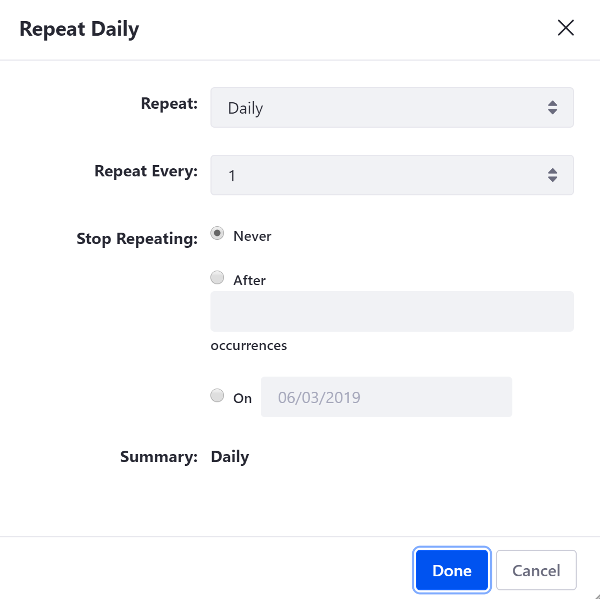 Repeat Daily
Repeat: Daily
Repeat Every: 1
Stop Repeating: Never
After
occurrences
On 06/03/2019
Summary: Daily
Done Cancel